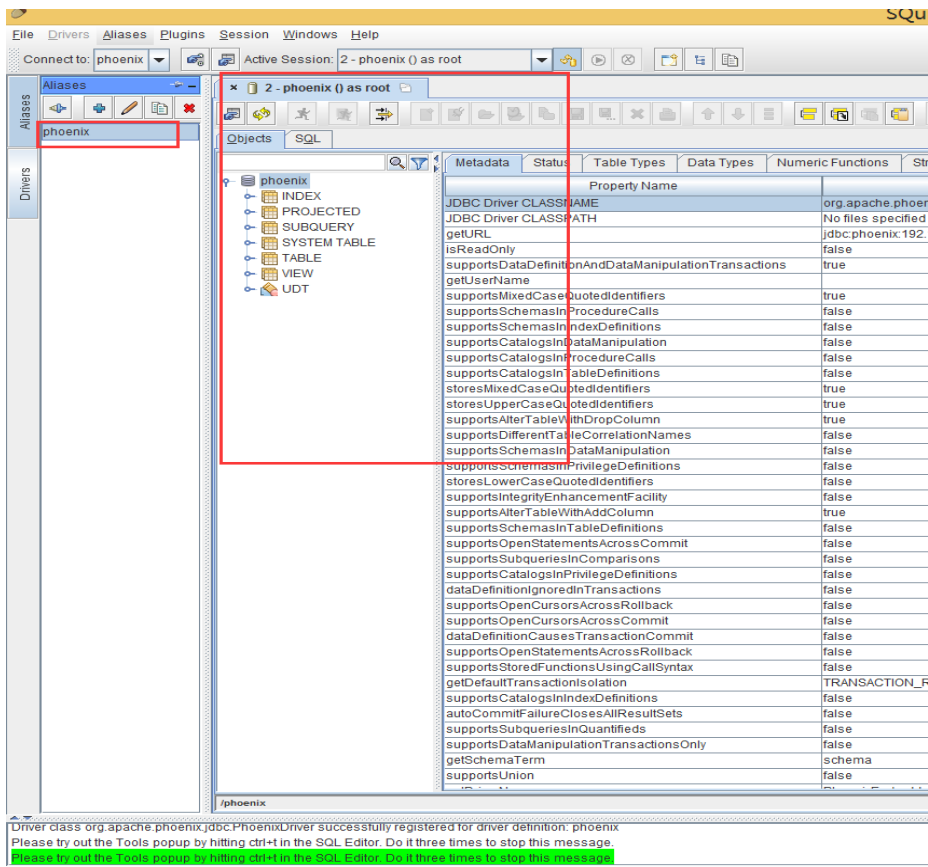 SQu
File Drivers Aliases Plugins Session Windows Help
Connect to: phoenix Active Session: 2 - phoenix () as root
Aliases
Drivers
Aliases
phoenix
2 - phoenix () as root
Objects SQL
phoenix
INDEX
PROJECTED
SUBQUERY
SYSTEM TABLE
TABLE
VIEW
UDT
Metadata Status Table Types Data Types Numeric Functions Str
Property Name
JDBC Driver CLASSNAME org.apache.phoen
JDBC Driver CLASSPATH No files specified
getURL jdbc:phoenix:192.
isReadOnly false
supportsDataDefinitionAndDataManipulationTransactions true
getUserName
supportsMixedCaseQuotedIdentifiers true
supportsSchemasInProcedureCalls false
supportsSchemasInIndexDefinitions false
supportsCatalogsInDataManipulation false
supportsCatalogsInProcedureCalls false
supportsCatalogsInTableDefinitions false
storesMixedCaseQuotedIdentifiers true
storesUpperCaseQuotedIdentifiers true
supportsAlterTableWithDropColumn true
supportsDifferentTableCorrelationNames false
supportsSchemasInDataManipulation false
supportsSchemasInPrivilegeDefinitions false
storesLowerCaseQuotedIdentifiers false
supportsIntegrityEnhancementFacility false
supportsAlterTableWithAddColumn true
supportsSchemasInTableDefinitions false
supportsOpenStatementsAcrossCommit false
supportsSubqueriesInComparisons false
supportsCatalogsInPrivilegeDefinitions false
dataDefinitionIgnoredInTransactions false
supportsOpenCursorsAcrossRollback false
supportsOpenCursorsAcrossCommit false
dataDefinitionCausesTransactionCommit false
supportsOpenStatementsAcrossRollback false
supportsStoredFunctionsUsingCallSyntax false
getDefaultTransactionIsolation TRANSACTION_R
supportsCatalogsInIndexDefinitions false
autoCommitFailureClosesAllResultSets false
supportsSubqueriesInQuantifieds false
supportsDataManipulationTransactionsOnly false
getSchemaTerm schema
supportsUnion false
/phoenix
Driver class org.apache.phoenix.jdbc.PhoenixDriver successfully registered for driver definition: phoenix
Please try out the Tools popup by hitting ctrl+t in the SQL Editor. Do it three times to stop this message.
Please try out the Tools popup by hitting ctrl+t in the SQL Editor. Do it three times to stop this message.